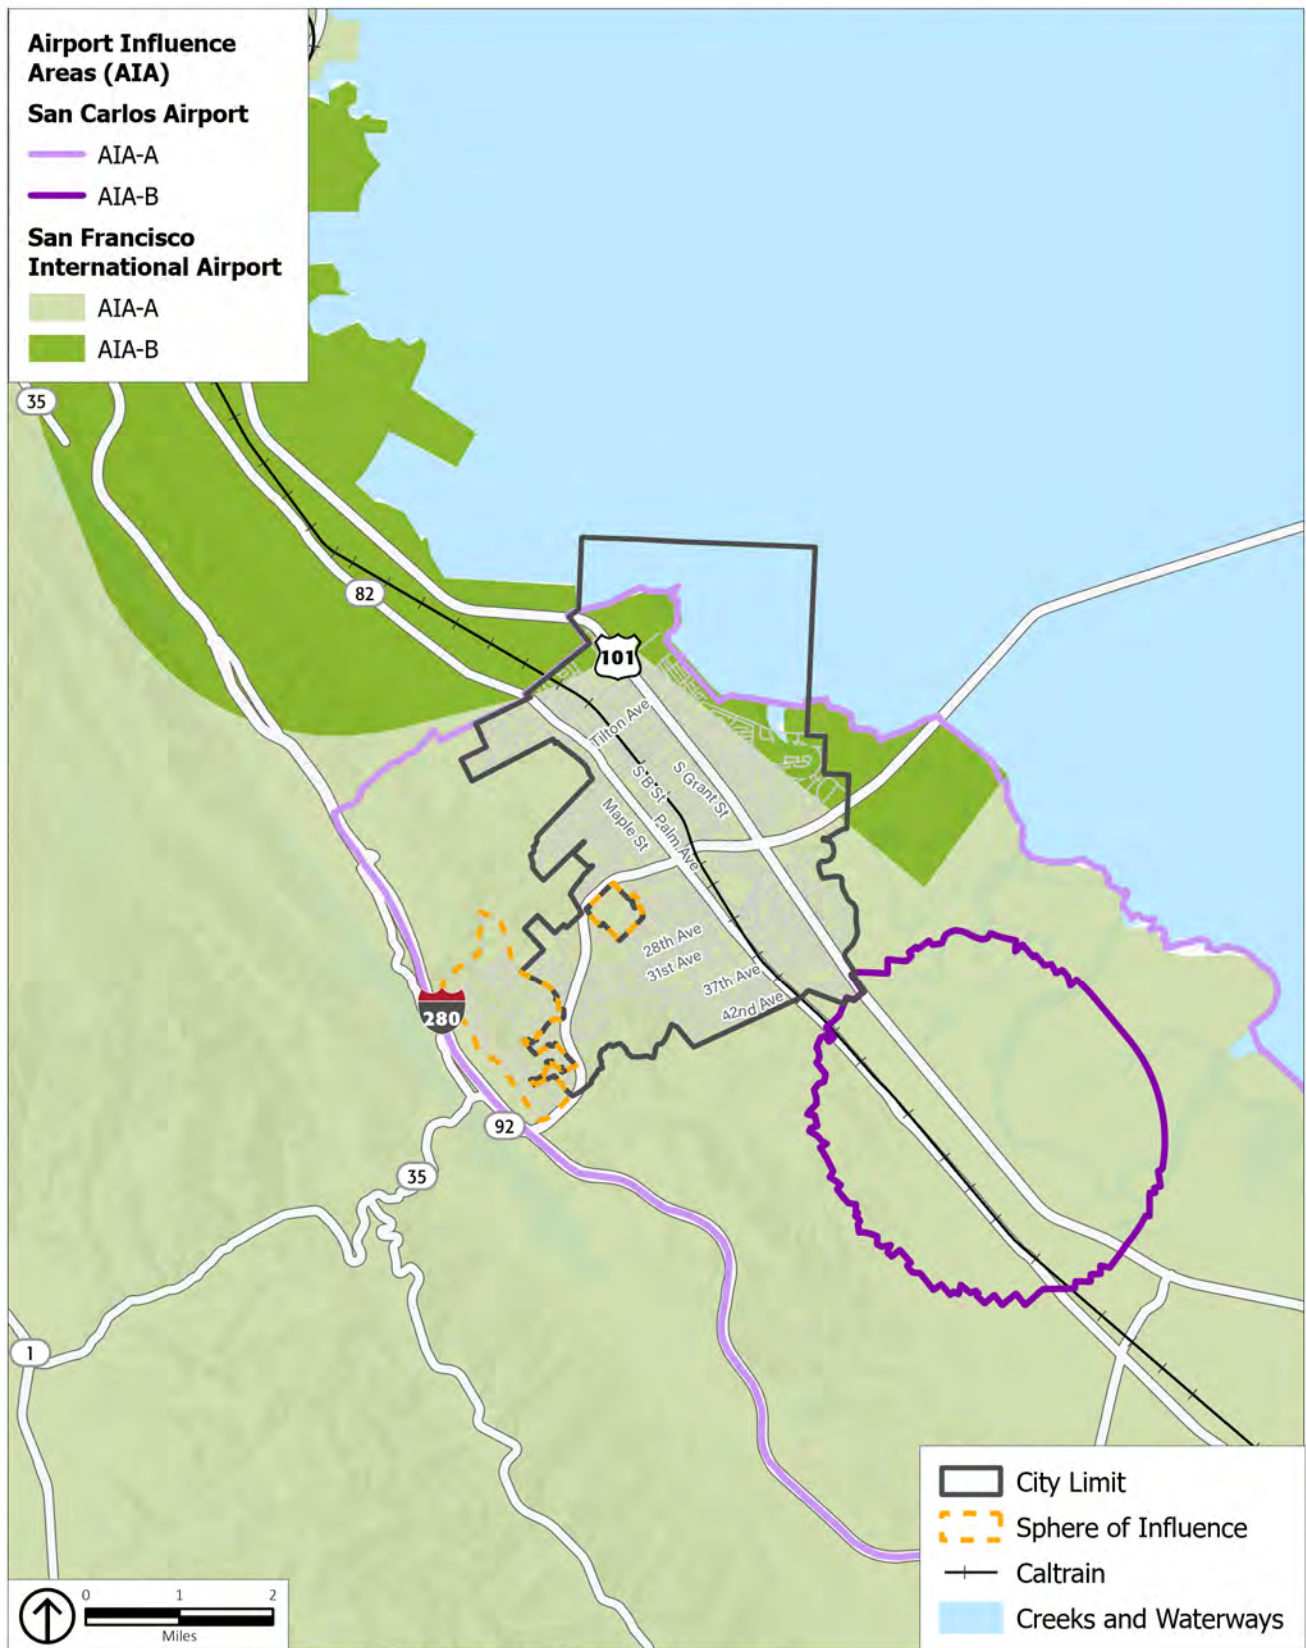 Airport Influence
Areas (AIA)
San Carlos Airport
AIA-A
AIA-B
San Francisco
International Airport
AIA-A
AIA-B
35
82
101
Tilton Ave
S B St
S Grant St
Maple St
Palm Ave
28th Ave
31st Ave
37th Ave
42nd Ave
280
92
35
1
City Limit
Sphere of Influence
Caltrain
Creeks and Waterways
0 1 2
Miles